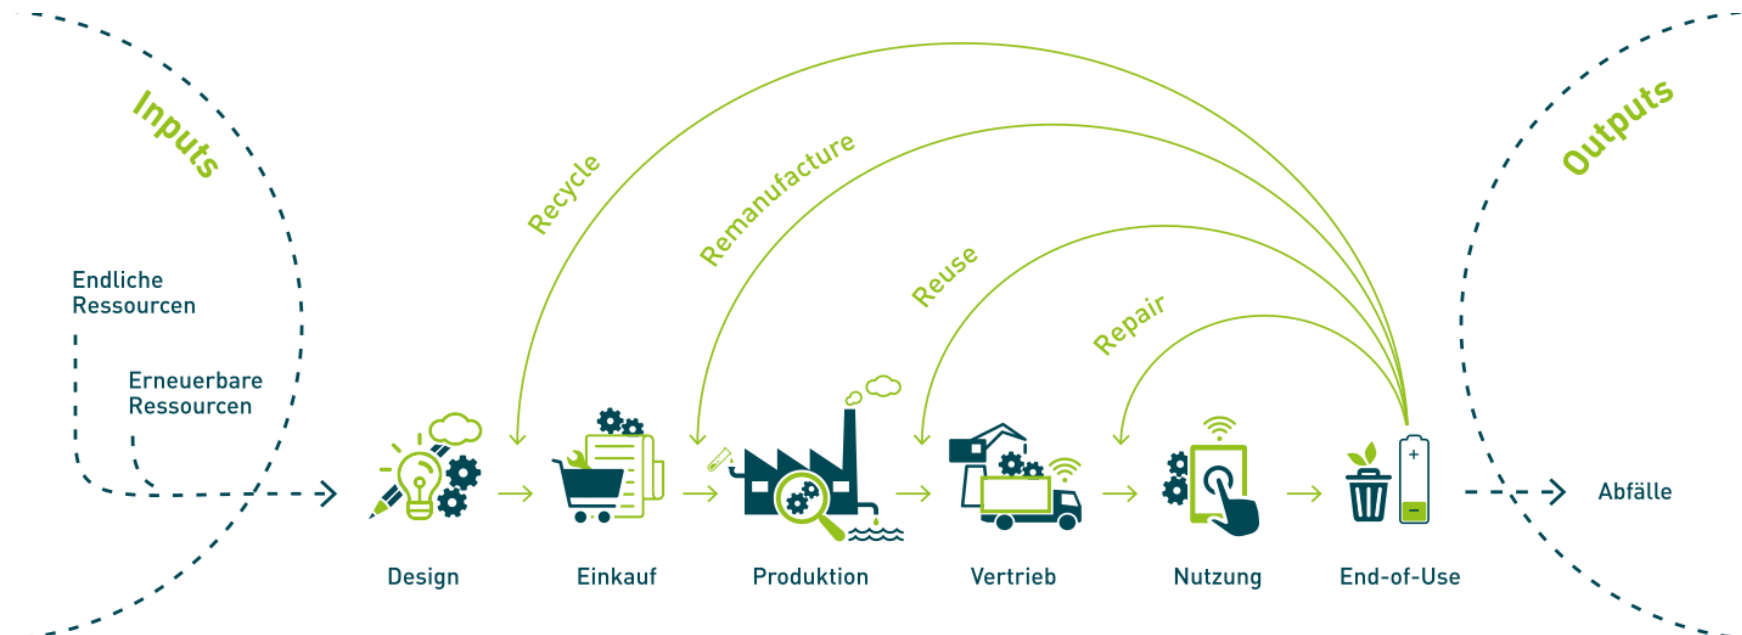 Inputs
Outputs
Recycle
Remanufacture
Reuse
Repair
Endliche
Ressourcen
Erneuerbare
Ressourcen
Abfälle
Design
Einkauf
Produktion
Vertrieb
Nutzung
End-of-Use